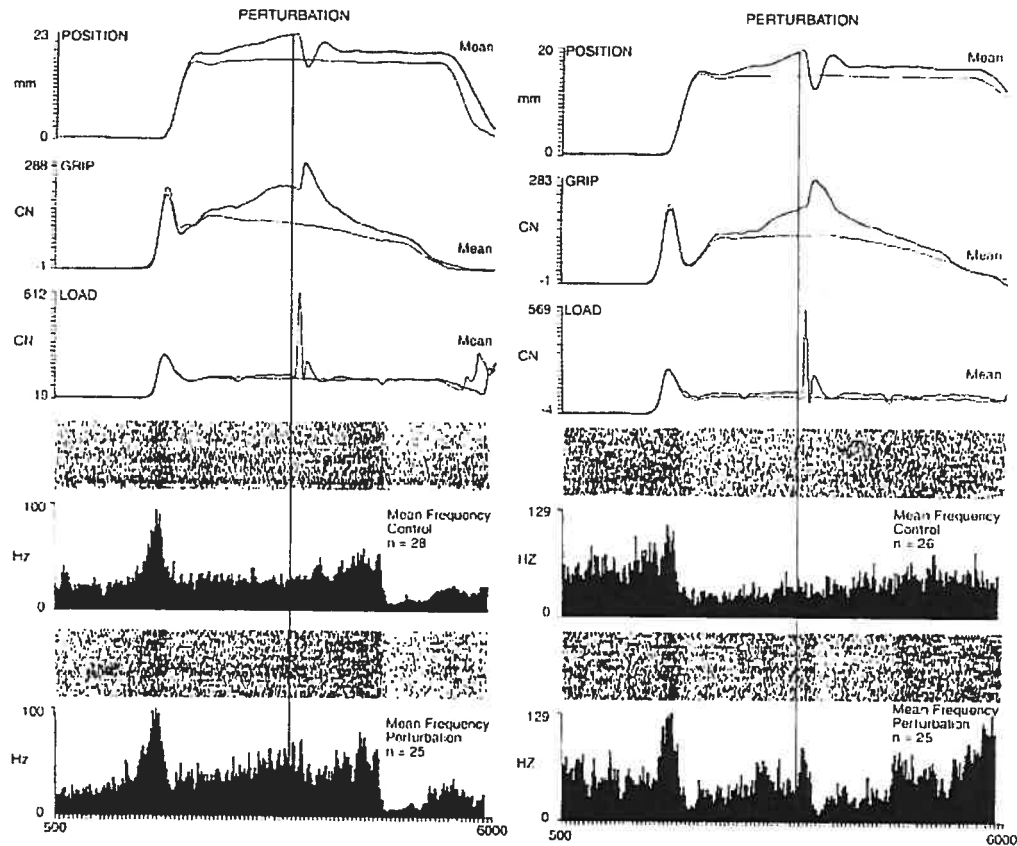 PERTURBATION
23
POSITION
Mean
mm
0
288
GRIP
CN
Mean
-1
612
LOAD
CN
Mean
19
100
Mean Frequency
Control
n = 28
Hz
0
100
Mean Frequency
Perturbation
n = 25
Hz
0
500
6000
PERTURBATION
20
POSITION
Mean
mm
0
283
GRIP
CN
Mean
-1
569
LOAD
CN
Mean
-4
129
Mean Frequency
Control
n = 26
HZ
0
129
Mean Frequency
Perturbation
n = 25
HZ
0
500
6000